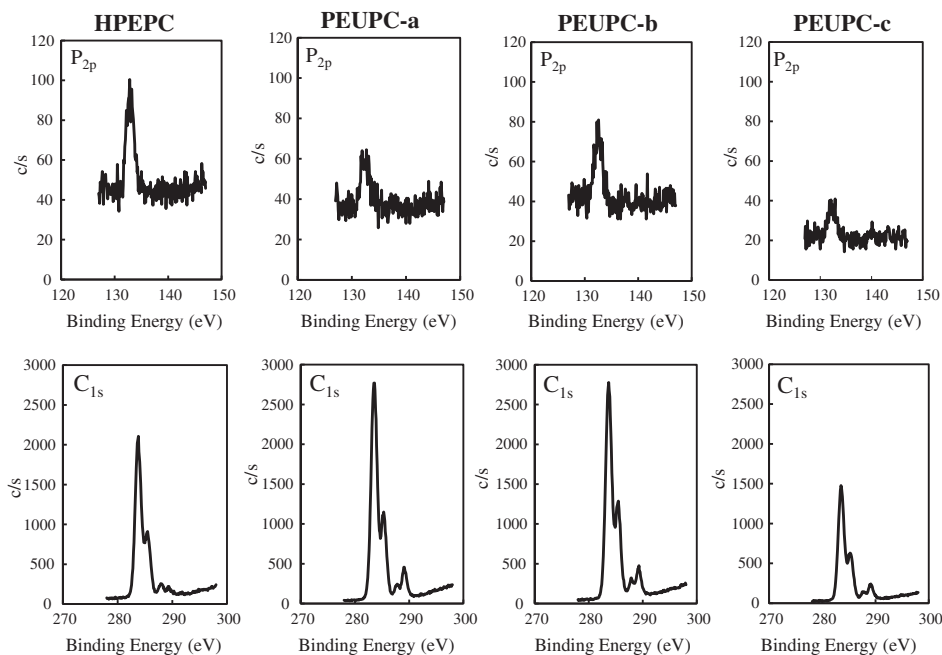 HPEPC PEUPC-a PEUPC-b PEUPC-c
120 120 120 120
P2p P2p P2p P2p
100 100 100 100
80 80 80 80
c/s c/s c/s c/s
60 60 60 60
40 40 40 40
20 20 20 20
0 0 0 0
120 130 140 150 120 130 140 150 120 130 140 150 120 130 140 150
Binding Energy (eV) Binding Energy (eV) Binding Energy (eV) Binding Energy (eV)
3000 3000 3000 3000
C1s C1s C1s C1s
2500 2500 2500 2500
2000 2000 2000 2000
c/s c/s c/s c/s
1500 1500 1500 1500
1000 1000 1000 1000
500 500 500 500
0 0 0 0
270 280 290 300 270 280 290 300 270 280 290 300 270 280 290 300
Binding Energy (eV) Binding Energy (eV) Binding Energy (eV) Binding Energy (eV)